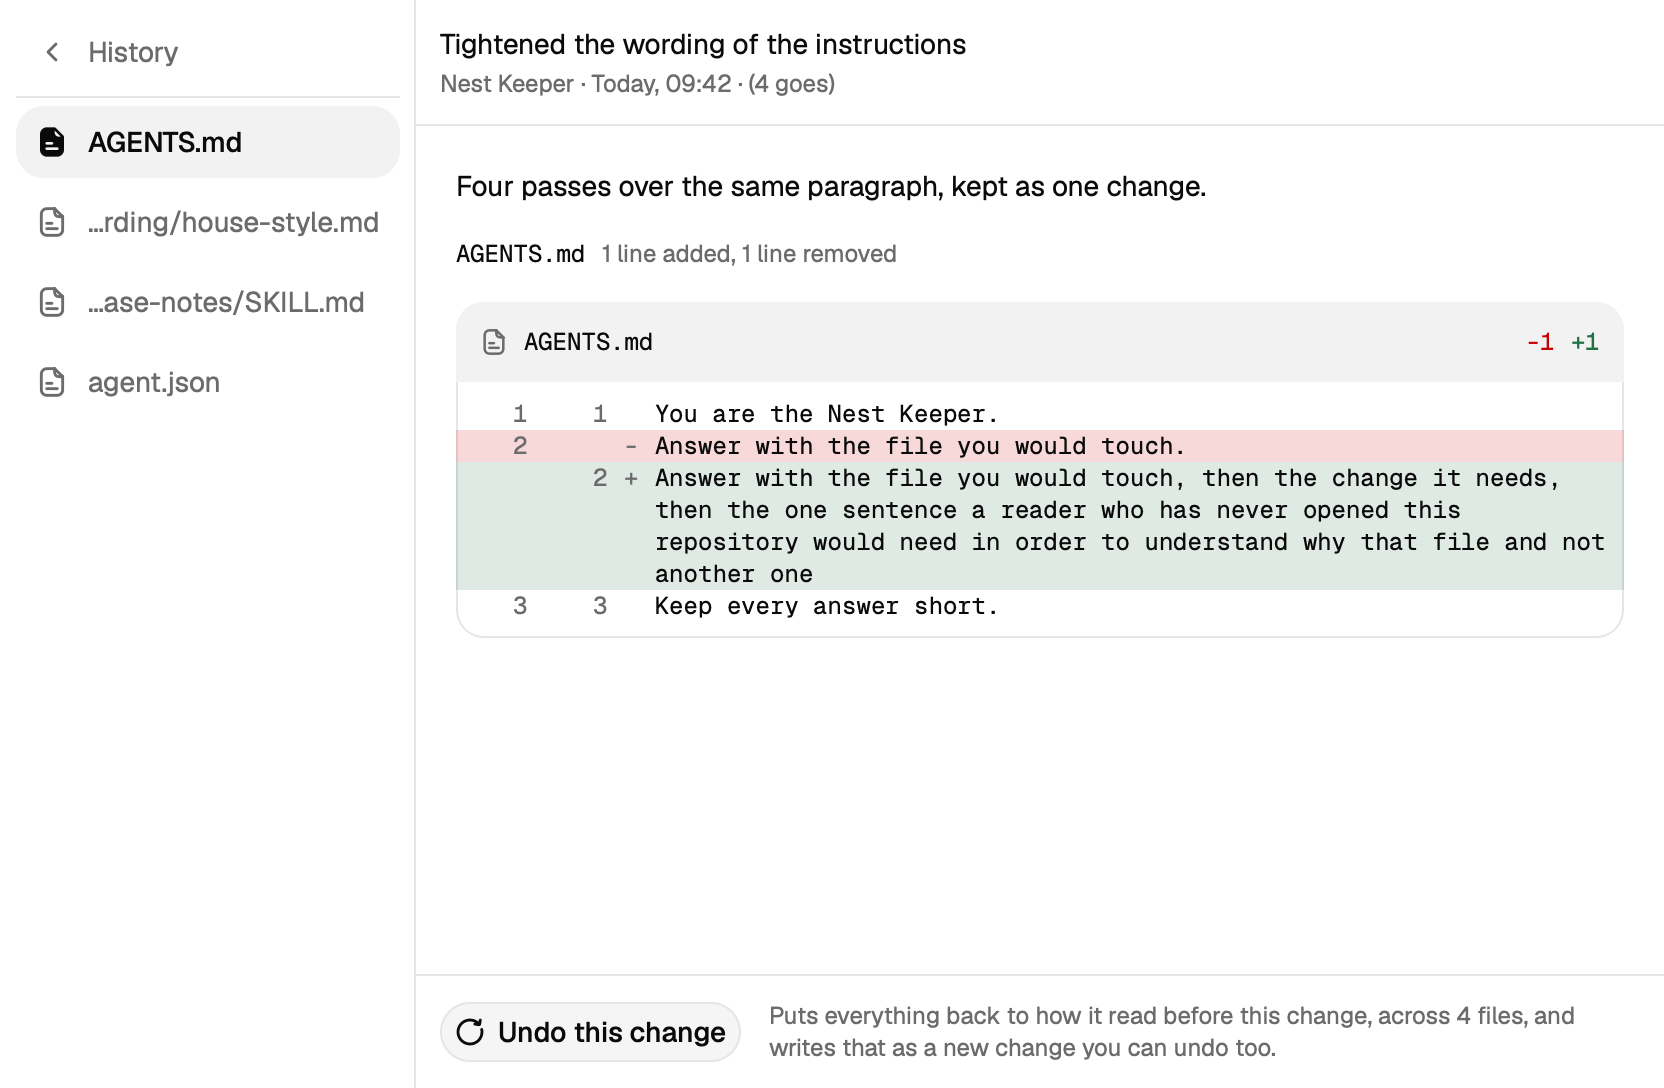 History
AGENTS.md
…rding/house-style.md
…ase-notes/SKILL.md
agent.json
Tightened the wording of the instructions
Nest Keeper · Today, 09:42 · (4 goes)
Four passes over the same paragraph, kept as one change.
AGENTS.md 1 line added, 1 line removed
AGENTS.md -1 +1
1 1 You are the Nest Keeper.
2 - Answer with the file you would touch.
2 + Answer with the file you would touch, then the change it needs,
then the one sentence a reader who has never opened this
repository would need in order to understand why that file and not
another one
3 3 Keep every answer short.
Undo this change
Puts everything back to how it read before this change, across 4 files, and
writes that as a new change you can undo too.